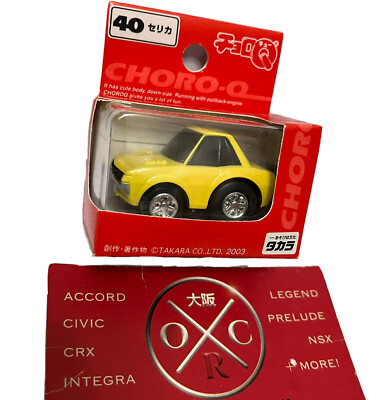 40 セリカ
チョロQ
CHORO-Q
It has cute body, down-size. Running with pullback-engine.
CHOROQ gives you a lot of fun.
CHORO
タカラ
創作・著作物 ©TAKARA CO., LTD. 2003
ACCORD
CIVIC
CRX
INTEGRA
大阪
O C
R
LEGEND
PRELUDE
NSX
+ MORE!